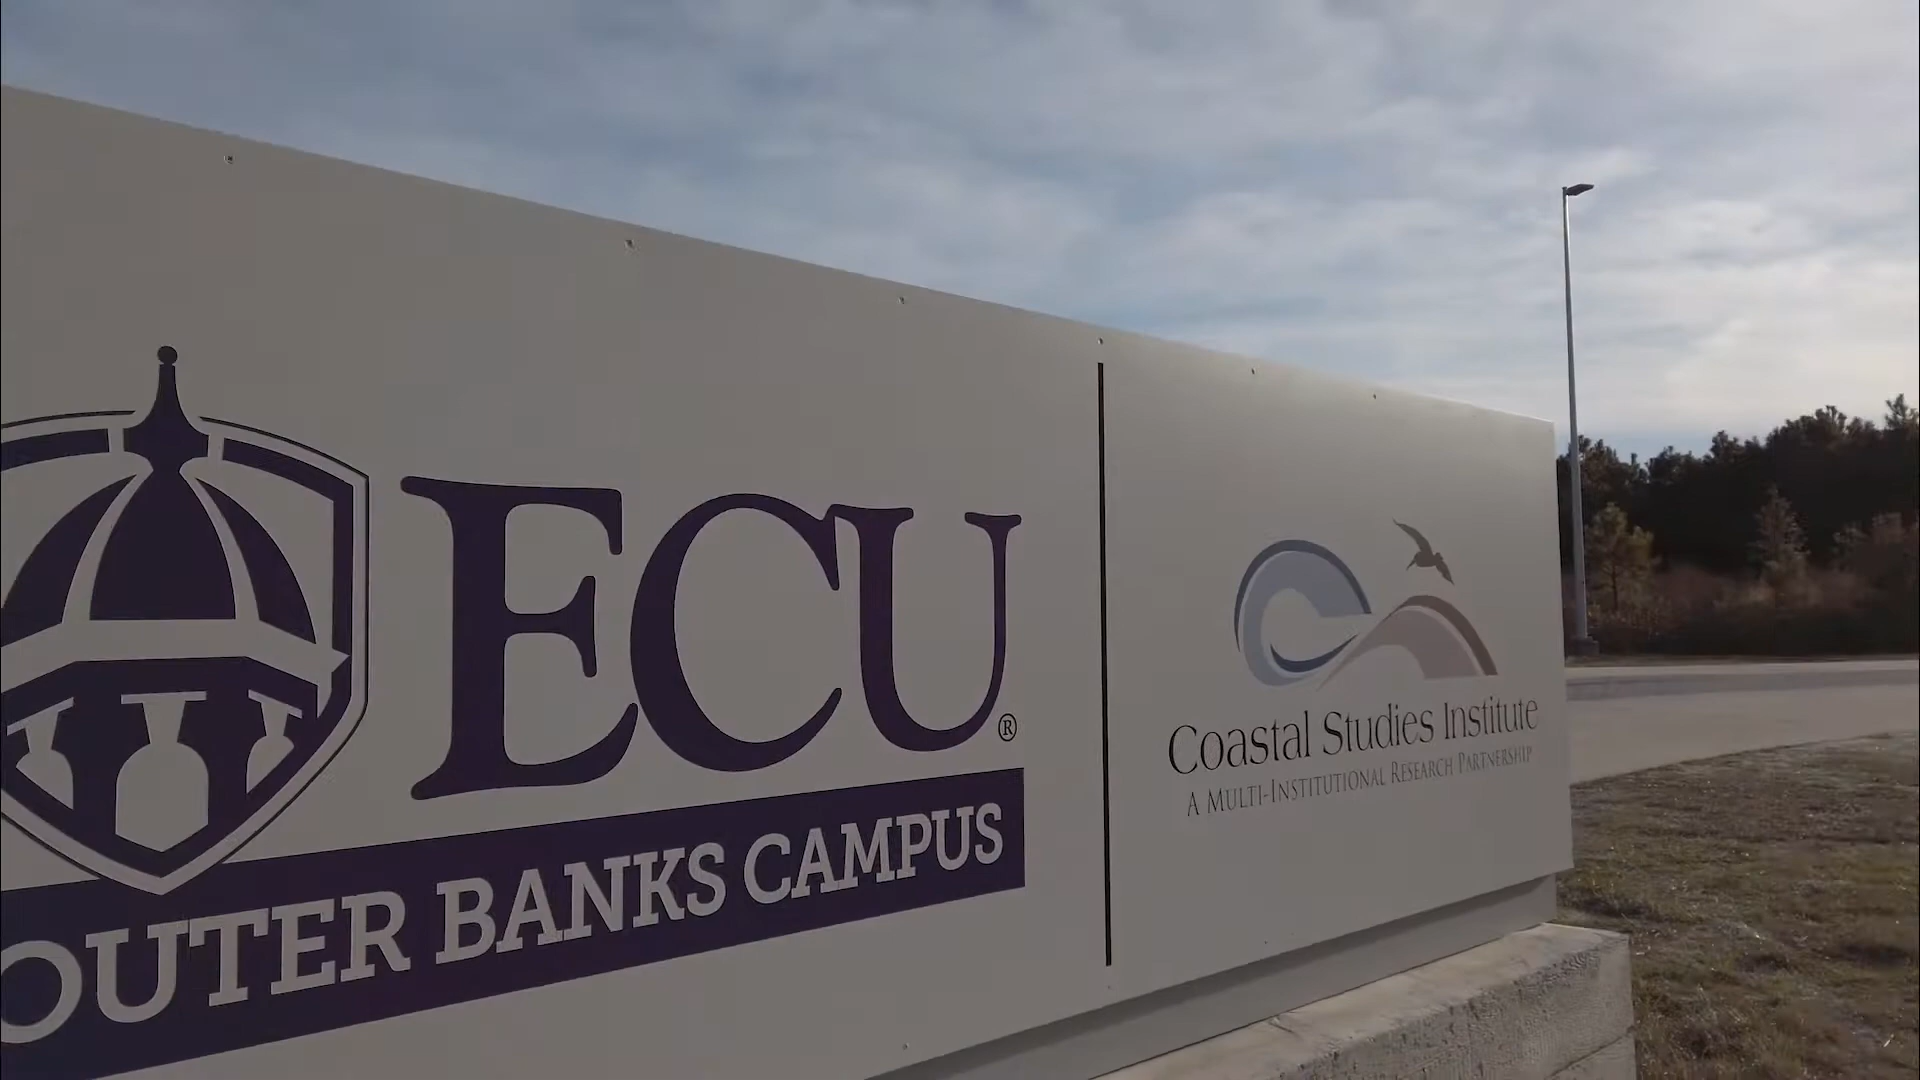 ECU®
OUTER BANKS CAMPUS
Coastal Studies Institute
A Multi-Institutional Research Partnership